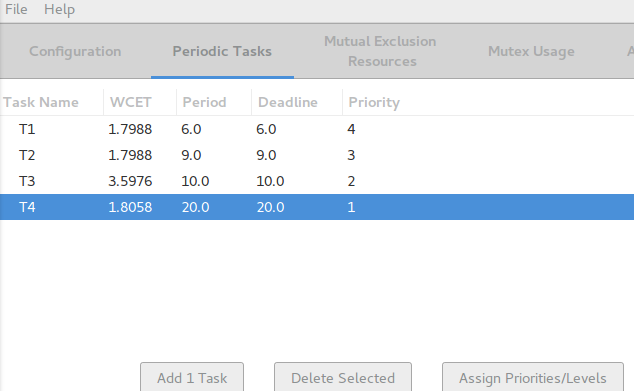 File Help
Configuration Periodic Tasks Mutual Exclusion Resources Mutex Usage A
Task Name WCET Period Deadline Priority
T1 1.7988 6.0 6.0 4
T2 1.7988 9.0 9.0 3
T3 3.5976 10.0 10.0 2
T4 1.8058 20.0 20.0 1
Add 1 Task Delete Selected Assign Priorities/Levels